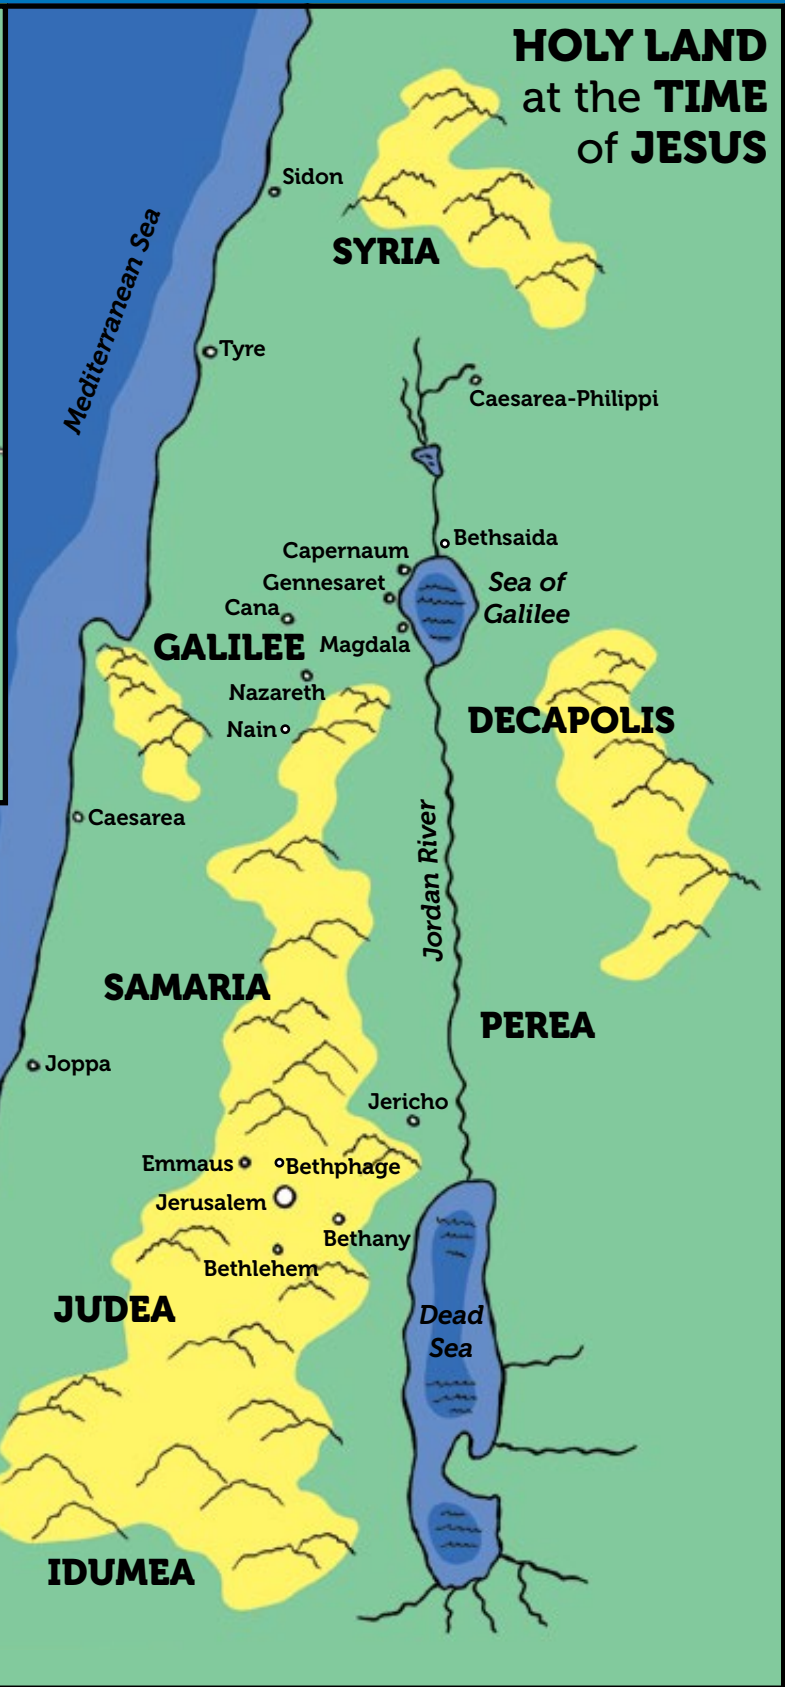 HOLY LAND
at the TIME
of JESUS
Sidon
SYRIA
Mediterranean Sea
Tyre
Caesarea-Philippi
Bethsaida
Capernaum
Gennesaret
Sea of
Galilee
Cana
GALILEE
Magdala
Nazareth
Nain
DECAPOLIS
Caesarea
Jordan River
SAMARIA
PEREA
Joppa
Jericho
Emmaus
Bethphage
Jerusalem
Bethany
Bethlehem
JUDEA
Dead
Sea
IDUMEA